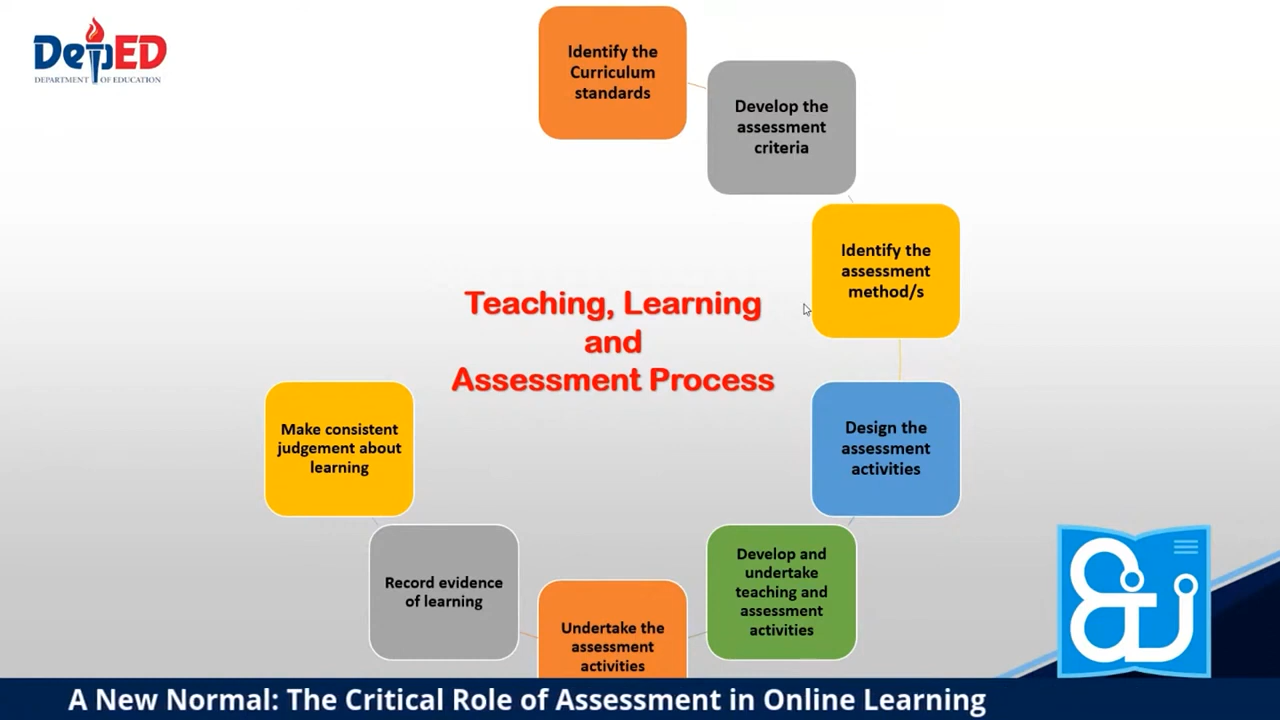 DepED
DEPARTMENT OF EDUCATION
Identify the
Curriculum
standards
Develop the
assessment
criteria
Identify the
assessment
method/s
Teaching, Learning
and
Assessment Process
Design the
assessment
activities
Make consistent
judgement about
learning
Develop and
undertake
teaching and
assessment
activities
Record evidence
of learning
Undertake the
assessment
activities
A New Normal: The Critical Role of Assessment in Online Learning